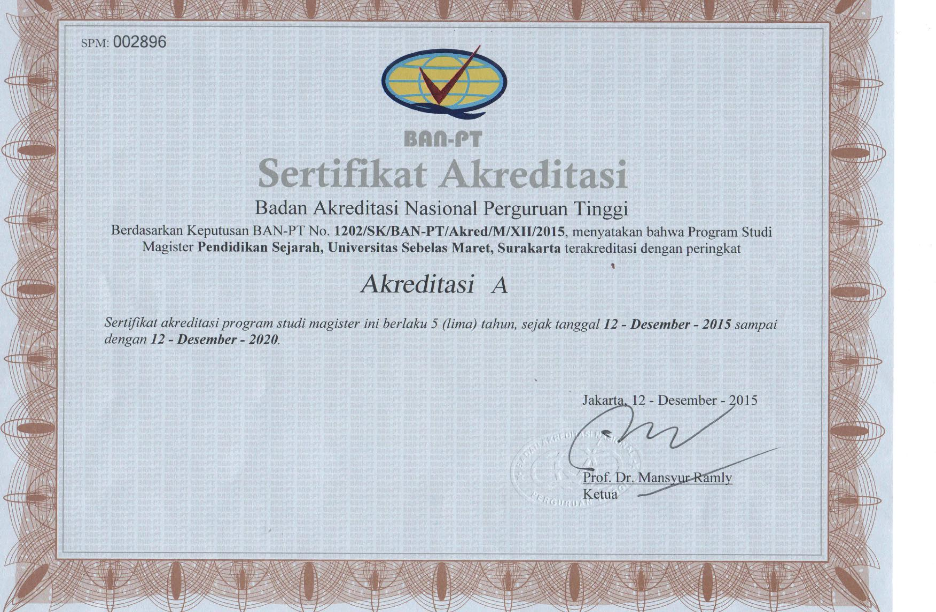 SPM: 002896
BAN-PT
Sertifikat Akreditasi
Badan Akreditasi Nasional Perguruan Tinggi
Berdasarkan Keputusan BAN-PT No. 1202/SK/BAN-PT/Akred/M/XII/2015, menyatakan bahwa Program Studi
Magister Pendidikan Sejarah, Universitas Sebelas Maret, Surakarta terakreditasi dengan peringkat
Akreditasi A
Sertifikat akreditasi program studi magister ini berlaku 5 (lima) tahun, sejak tanggal 12 - Desember - 2015 sampai
dengan 12 - Desember - 2020.
Jakarta, 12 - Desember - 2015
Prof. Dr. Mansyur Ramly
Ketua